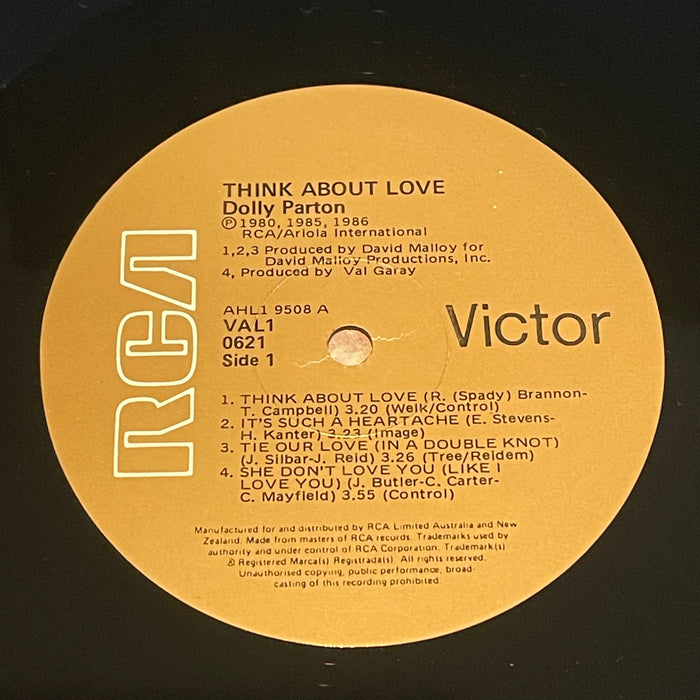 THINK ABOUT LOVE
Dolly Parton
℗ 1980, 1985, 1986
RCA/Ariola International
1,2,3 Produced by David Malloy for
David Malloy Productions, Inc.
4, Produced by Val Garay
RCA
Victor
AHL1 9508 A
VAL1
0621
Side 1
1. THINK ABOUT LOVE (R. (Spady) Brannon-
T. Campbell) 3.20 (Welk/Control)
2. IT'S SUCH A HEARTACHE (E. Stevens-
H. Kanter) 3.23 (Image)
3. TIE OUR LOVE (IN A DOUBLE KNOT)
(J. Silbar-J. Reid) 3.26 (Tree/Reidem)
4. SHE DON'T LOVE YOU (LIKE I
LOVE YOU) (J. Butler-C. Carter-
C. Mayfield) 3.55 (Control)
Manufactured for and distributed by RCA Limited Australia and New
Zealand. Made from masters of RCA records. Trademarks used by
authority and under control of RCA Corporation. Trademark(s)
® Registered Marca(s) Registrada(s). All rights reserved.
Unauthorised copying, public performance, broad-
casting of this recording prohibited.